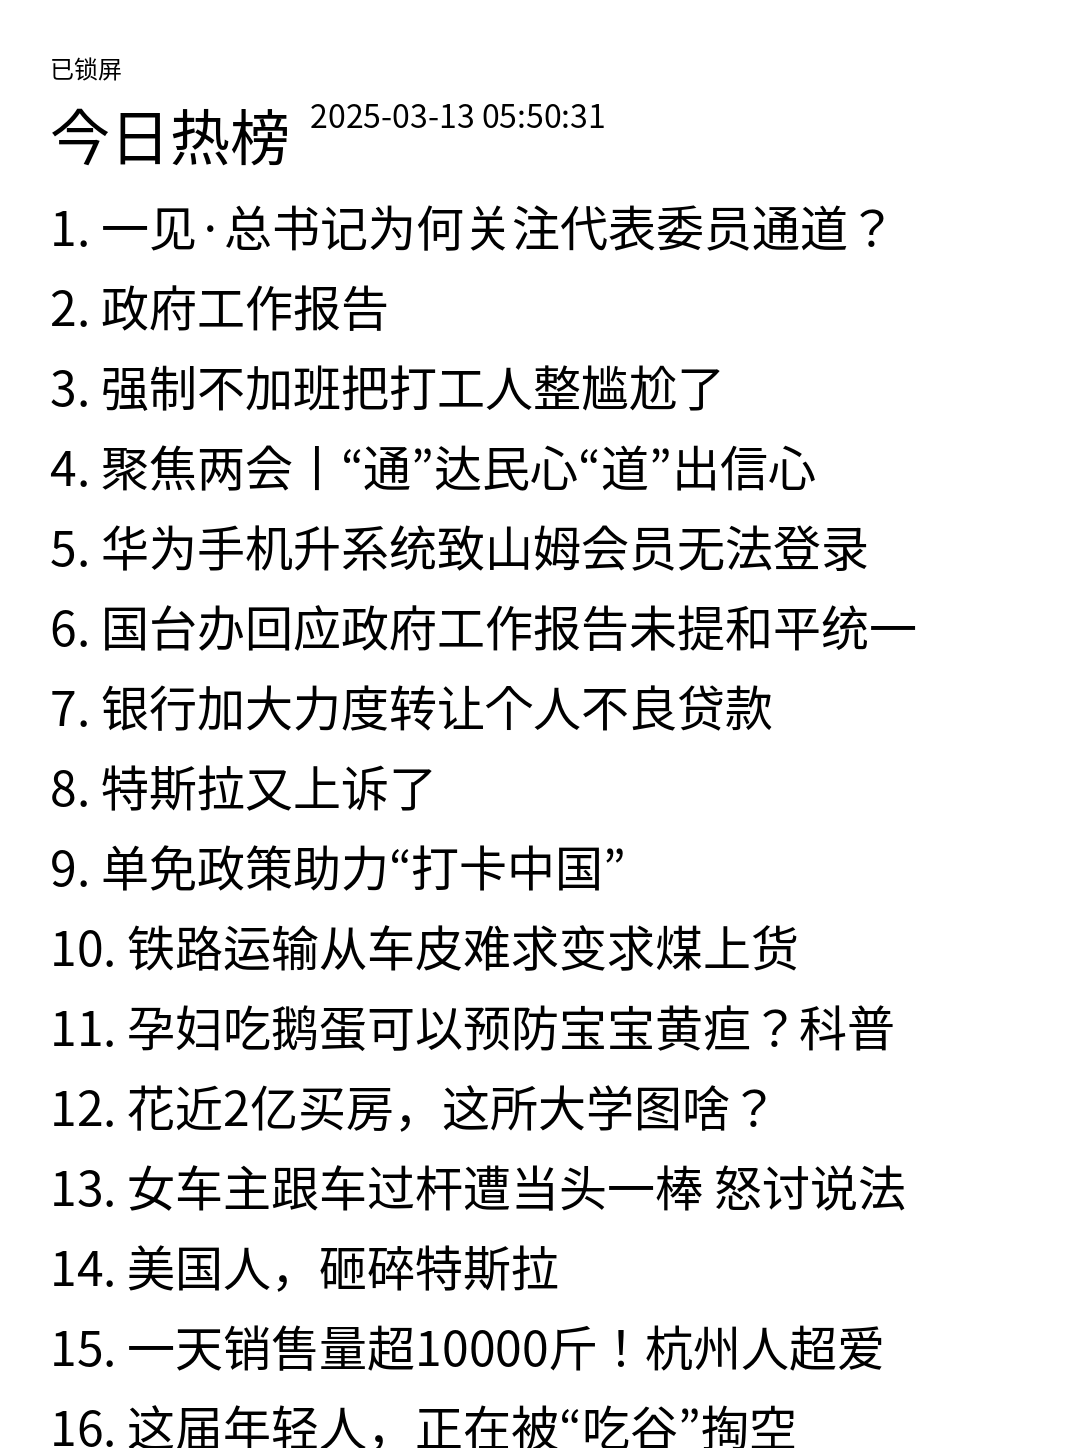 已锁屏
今日热榜 2025-03-13 05:50:31
1. 一见·总书记为何关注代表委员通道？
2. 政府工作报告
3. 强制不加班把打工人整尴尬了
4. 聚焦两会丨“通”达民心“道”出信心
5. 华为手机升系统致山姆会员无法登录
6. 国台办回应政府工作报告未提和平统一
7. 银行加大力度转让个人不良贷款
8. 特斯拉又上诉了
9. 单免政策助力“打卡中国”
10. 铁路运输从车皮难求变求煤上货
11. 孕妇吃鹅蛋可以预防宝宝黄疸？科普
12. 花近2亿买房，这所大学图啥？
13. 女车主跟车过杆遭当头一棒 怒讨说法
14. 美国人，砸碎特斯拉
15. 一天销售量超10000斤！杭州人超爱
16. 这届年轻人，正在被“吃谷”掏空